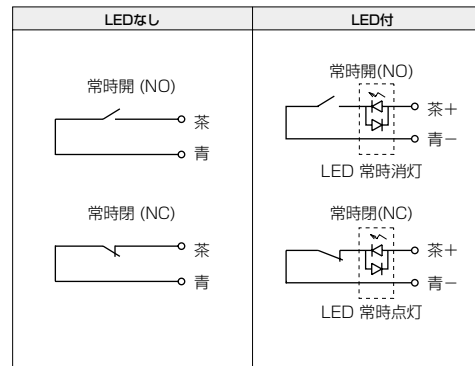 LEDなし
LED付
常時開 (NO)
茶
青
常時閉 (NC)
茶
青
常時開(NO)
茶＋
青－
LED 常時消灯
常時閉(NC)
茶＋
青－
LED 常時点灯